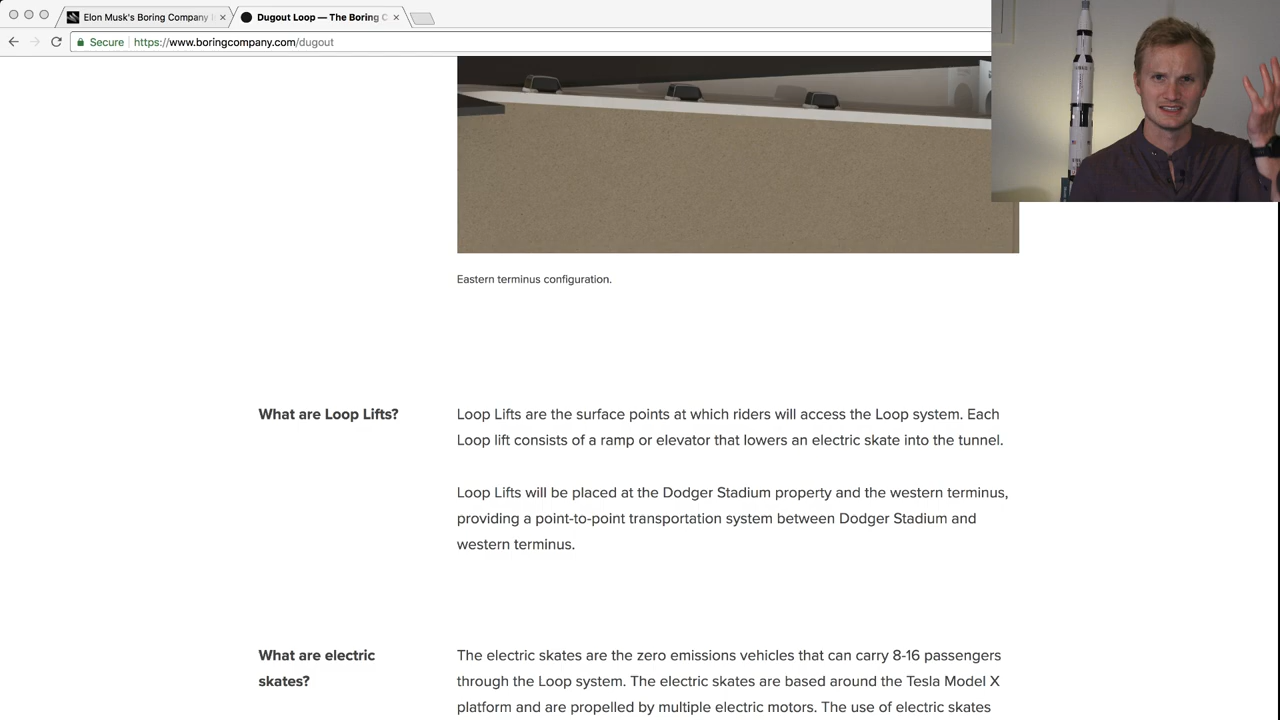 Elon Musk's Boring Company
Dugout Loop — The Boring C
Secure
https://www.boringcompany.com/dugout
Eastern terminus configuration.
What are Loop Lifts?
Loop Lifts are the surface points at which riders will access the Loop system. Each
Loop lift consists of a ramp or elevator that lowers an electric skate into the tunnel.
Loop Lifts will be placed at the Dodger Stadium property and the western terminus,
providing a point-to-point transportation system between Dodger Stadium and
western terminus.
What are electric
skates?
The electric skates are the zero emissions vehicles that can carry 8-16 passengers
through the Loop system. The electric skates are based around the Tesla Model X
platform and are propelled by multiple electric motors. The use of electric skates